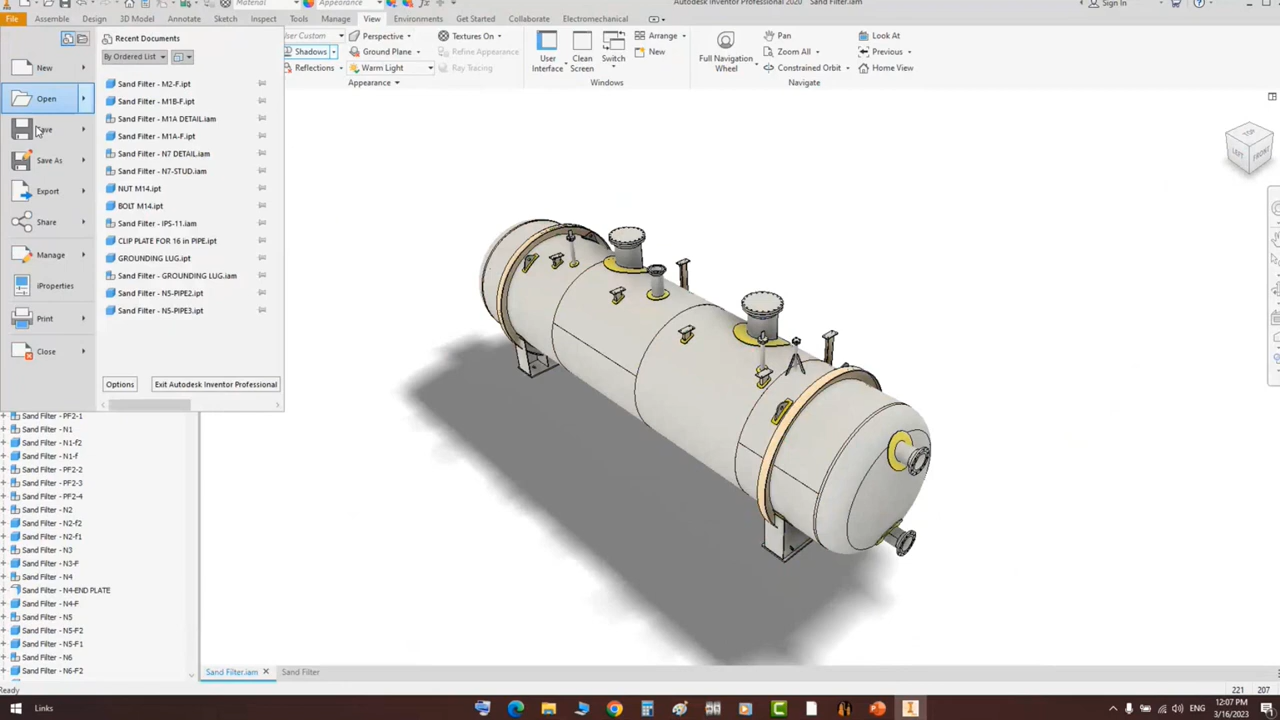 Material
Appearance
Autodesk Inventor Professional 2020
Sand Filter.iam
Sign In
File
Assemble
Design
3D Model
Annotate
Sketch
Inspect
Tools
Manage
View
Environments
Get Started
Collaborate
Electromechanical
User Custom
Shadows
Reflections
Perspective
Ground Plane
Warm Light
Textures On
Refine Appearance
Ray Tracing
Appearance
User
Interface
Clean
Screen
Switch
Arrange
New
Windows
Full Navigation
Wheel
Pan
Zoom All
Constrained Orbit
Look At
Previous
Home View
Navigate
New
Open
Save As
Export
Share
Manage
iProperties
Print
Close
Recent Documents
By Ordered List
Sand Filter - M2-F.ipt
Sand Filter - M1B-F.ipt
Sand Filter - M1A DETAIL.iam
Sand Filter - M1A-F.ipt
Sand Filter - N7 DETAIL.iam
Sand Filter - N7-STUD.iam
NUT M14.ipt
BOLT M14.ipt
Sand Filter - IPS-11.iam
CLIP PLATE FOR 16 in PIPE.ipt
GROUNDING LUG.ipt
Sand Filter - GROUNDING LUG.iam
Sand Filter - N5-PIPE2.ipt
Sand Filter - N5-PIPE3.ipt
Options
Exit Autodesk Inventor Professional
TOP
LEFT
FRONT
Sand Filter - PF2-1
Sand Filter - N1
Sand Filter - N1-f2
Sand Filter - N1-f
Sand Filter - PF2-2
Sand Filter - PF2-3
Sand Filter - PF2-4
Sand Filter - N2
Sand Filter - N2-f2
Sand Filter - N2-f1
Sand Filter - N3
Sand Filter - N3-F
Sand Filter - N4
Sand Filter - N4-END PLATE
Sand Filter - N4-F
Sand Filter - N5
Sand Filter - N5-F2
Sand Filter - N5-F1
Sand Filter - N6
Sand Filter - N6-F2
Sand Filter.iam
Sand Filter
Ready
221
98
Links
ENG
12:07 PM
3/16/2023